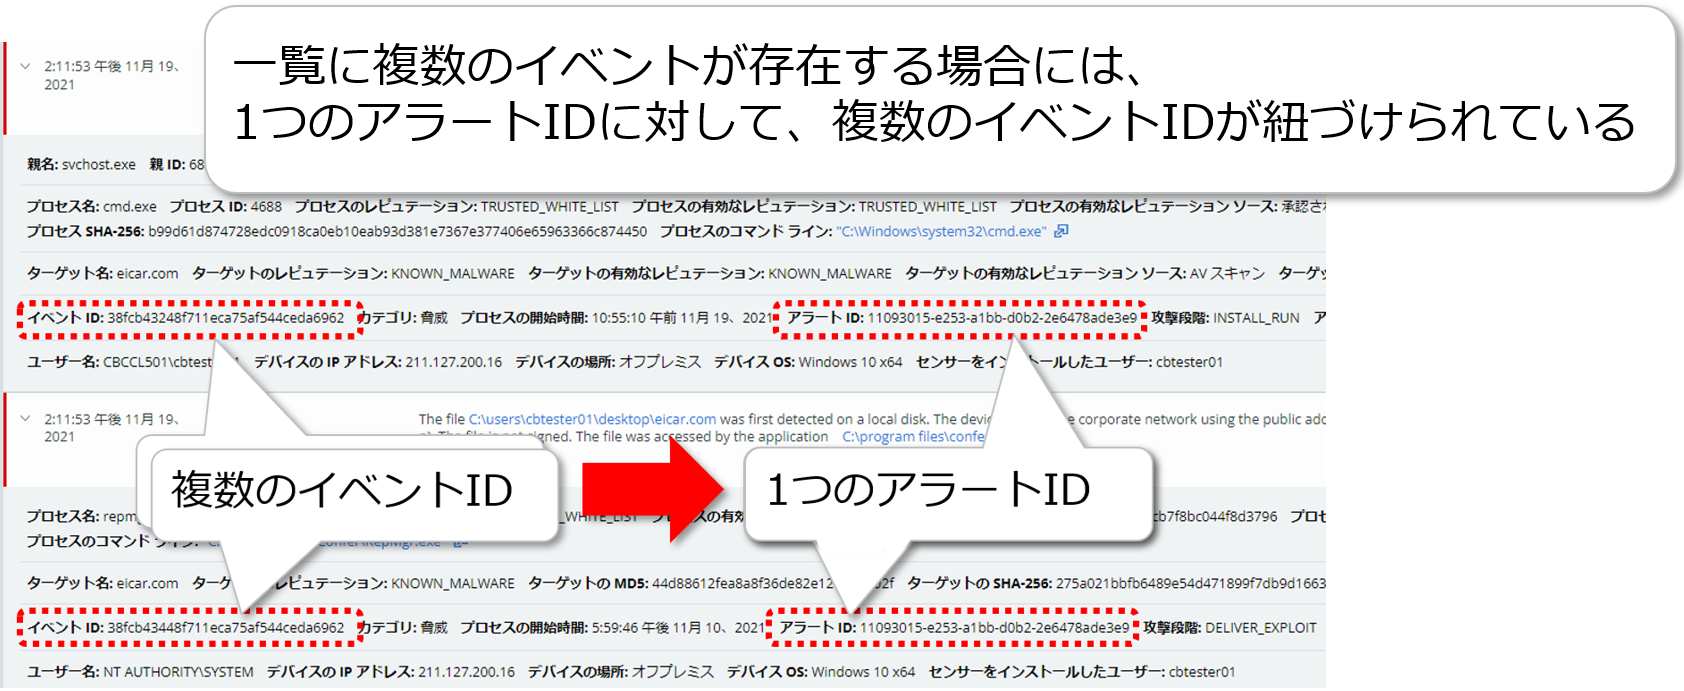 一覧に複数のイベントが存在する場合には、
1つのアラートIDに対して、複数のイベントIDが紐づけられている
2:11:53 午後 11月 19、
2021
親名: svchost.exe 親 ID: 68
プロセス名: cmd.exe プロセス ID: 4688 プロセスのレピュテーション: TRUSTED_WHITE_LIST プロセスの有効なレピュテーション: TRUSTED_WHITE_LIST プロセスの有効なレピュテーション ソース: 承認さ
プロセス SHA-256: b99d61d874728edc0918ca0eb10eab93d381e7367e377406e65963366c874450 プロセスのコマンド ライン: "C:\Windows\system32\cmd.exe"
ターゲット名: eicar.com ターゲットのレピュテーション: KNOWN_MALWARE ターゲットの有効なレピュテーション: KNOWN_MALWARE ターゲットの有効なレピュテーション ソース: AV スキャン ターゲッ
イベント ID: 38fcb43248f711eca75af544ceda6962 カテゴリ: 脅威 プロセスの開始時間: 10:55:10 午前 11月 19、2021 アラート ID: 11093015-e253-a1bb-d0b2-2e6478ade3e9 攻撃段階: INSTALL_RUN ア
ユーザー名: CBCCL501\cbtest デバイスの IP アドレス: 211.127.200.16 デバイスの場所: オフプレミス デバイス OS: Windows 10 x64 センサーをイン トールしたユーザー: cbtester01
2:11:53 午後 11月 19、
2021
The file C:\users\cbtester01\desktop\eicar.com was first detected on a local disk. The devic e corporate network using the public add
The file is not signed. The file was accessed by the application C:\program files\confe
複数のイベントID
1つのアラートID
プロセス名: repm _WHITE_LIST プロセスの有効 cb7f8bc044f8d3796 プロセ
プロセスのコマンド ライン:
ターゲット名: eicar.com ターゲ レピュテーション: KNOWN_MALWARE ターゲットの MD5: 44d88612fea8a8f36de82e12 2f ターゲットの SHA-256: 275a021bbfb6489e54d471899f7db9d1663
イベント ID: 38fcb43448f711eca75af544ceda6962 カテゴリ: 脅威 プロセスの開始時間: 5:59:46 午後 11月 10、2021 アラート ID: 11093015-e253-a1bb-d0b2-2e6478ade3e9 攻撃段階: DELIVER_EXPLOIT
ユーザー名: NT AUTHORITY\SYSTEM デバイスの IP アドレス: 211.127.200.16 デバイスの場所: オフプレミス デバイス OS: Windows 10 x64 センサーをインストールしたユーザー: cbtester01